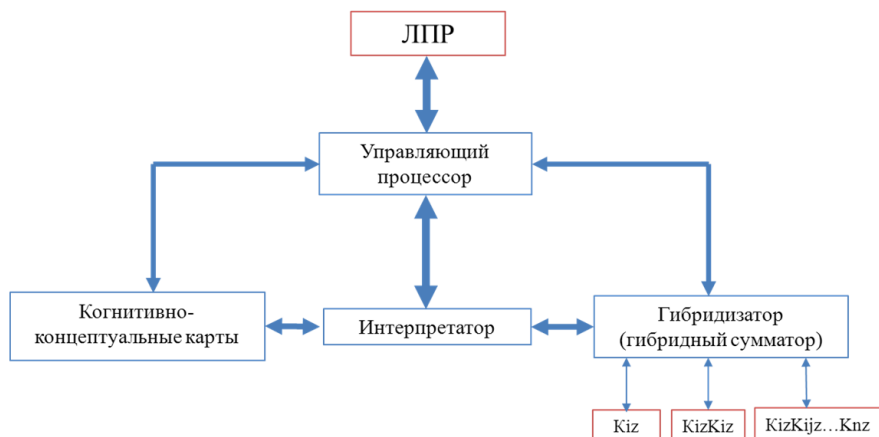 ЛПР
Управляющий
процессор
Когнитивно-
концептуальные карты
Интерпретатор
Гибридизатор
(гибридный сумматор)
Kiz
KizKiz
KizKijz...Knz